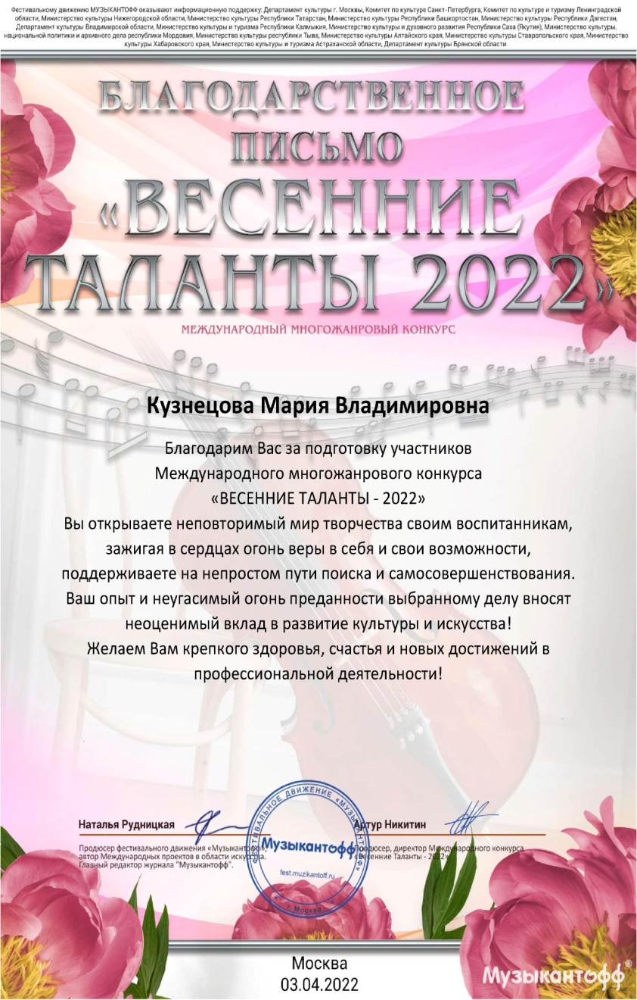 Фестивальному движению МУЗЫКАНТОФФ оказывают информационную поддержку: Департамент культуры г. Москвы, Комитет по культуре Санкт-Петербурга, Комитет по культуре и туризму Ленинградской
области, Министерство культуры Нижегородской области, Министерство культуры Республики Татарстан, Министерство культуры Республики Башкортостан, Министерство культуры Республики Дагестан,
Департамент культуры Владимирской области, Министерство культуры и туризма Республики Калмыкия, Министерство культуры и духовного развития Республики Саха (Якутия), Министерство культуры,
национальной политики и архивного дела республики Мордовия, Министерство культуры республики Тыва, Министерство культуры Алтайского края, Министерство культуры Ставропольского края, Министерство
культуры Хабаровского края, Министерство культуры и туризма Астраханской области, Департамент культуры Брянской области.
БЛАГОДАРСТВЕННОЕ
ПИСЬМО
«ВЕСЕННИЕ
ТАЛАНТЫ 2022»
МЕЖДУНАРОДНЫЙ МНОГОЖАНРОВЫЙ КОНКУРС
Кузнецова Мария Владимировна
Благодарим Вас за подготовку участников
Международного многожанрового конкурса
«ВЕСЕННИЕ ТАЛАНТЫ - 2022»
Вы открываете неповторимый мир творчества своим воспитанникам,
зажигая в сердцах огонь веры в себя и свои возможности,
поддерживаете на непростом пути поиска и самосовершенствования.
Ваш опыт и неугасимый огонь преданности выбранному делу вносят
неоценимый вклад в развитие культуры и искусства!
Желаем Вам крепкого здоровья, счастья и новых достижений в
профессиональной деятельности!
Наталья Рудницкая
Продюсер фестивального движения «Музыкантофф»,
автор Международных проектов в области искусства.
Главный редактор журнала "Музыкантофф".
ФЕСТИВАЛЬНОЕ ДВИЖЕНИЕ «МУЗЫКАНТОФФ»
Музыкантофф
fest.muzikantoff.ru
г. Москва
Артур Никитин
Продюсер, директор Международного конкурса
«Весенние Таланты - 2022»
Москва
03.04.2022
Музыкантофф®